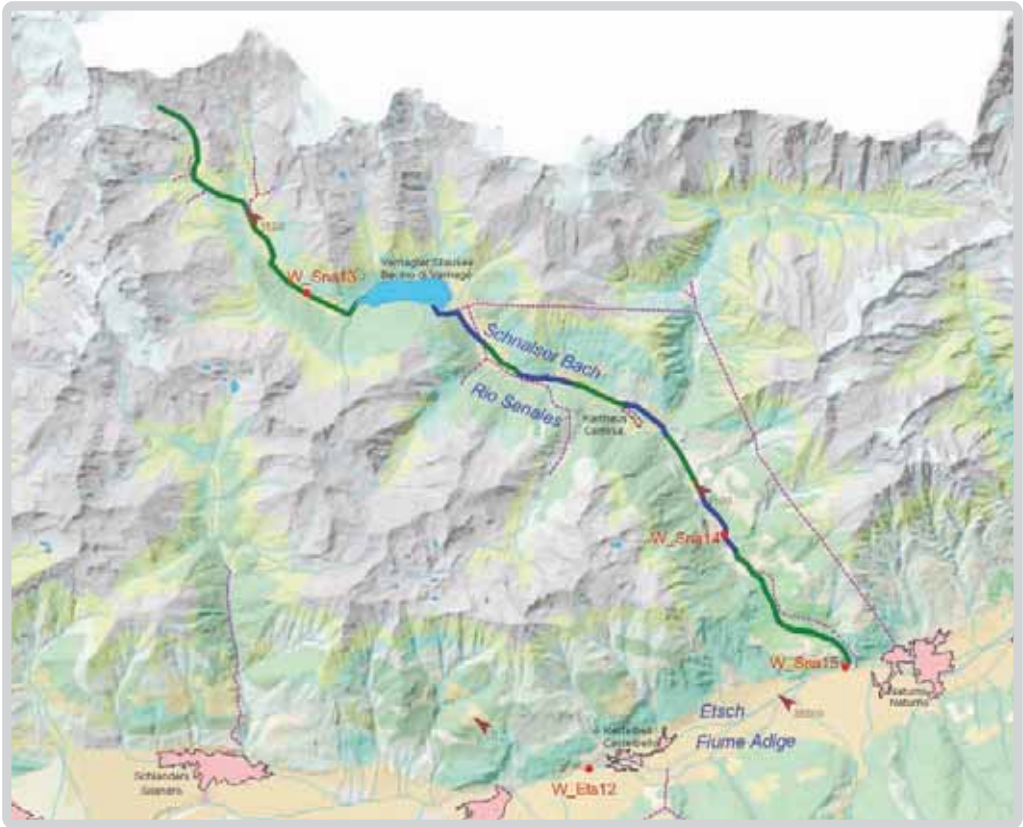 W_Sna13
Vernagter Stausee
Bacino di Vernago
Schnalser Bach
Rio Senales
Karthaus
Certosa
W_Sna14
W_Sna15
Naturns
Naturno
Etsch
Fiume Adige
Kastelbell
Castelbello
Schlanders
Silandro
W_Ets12